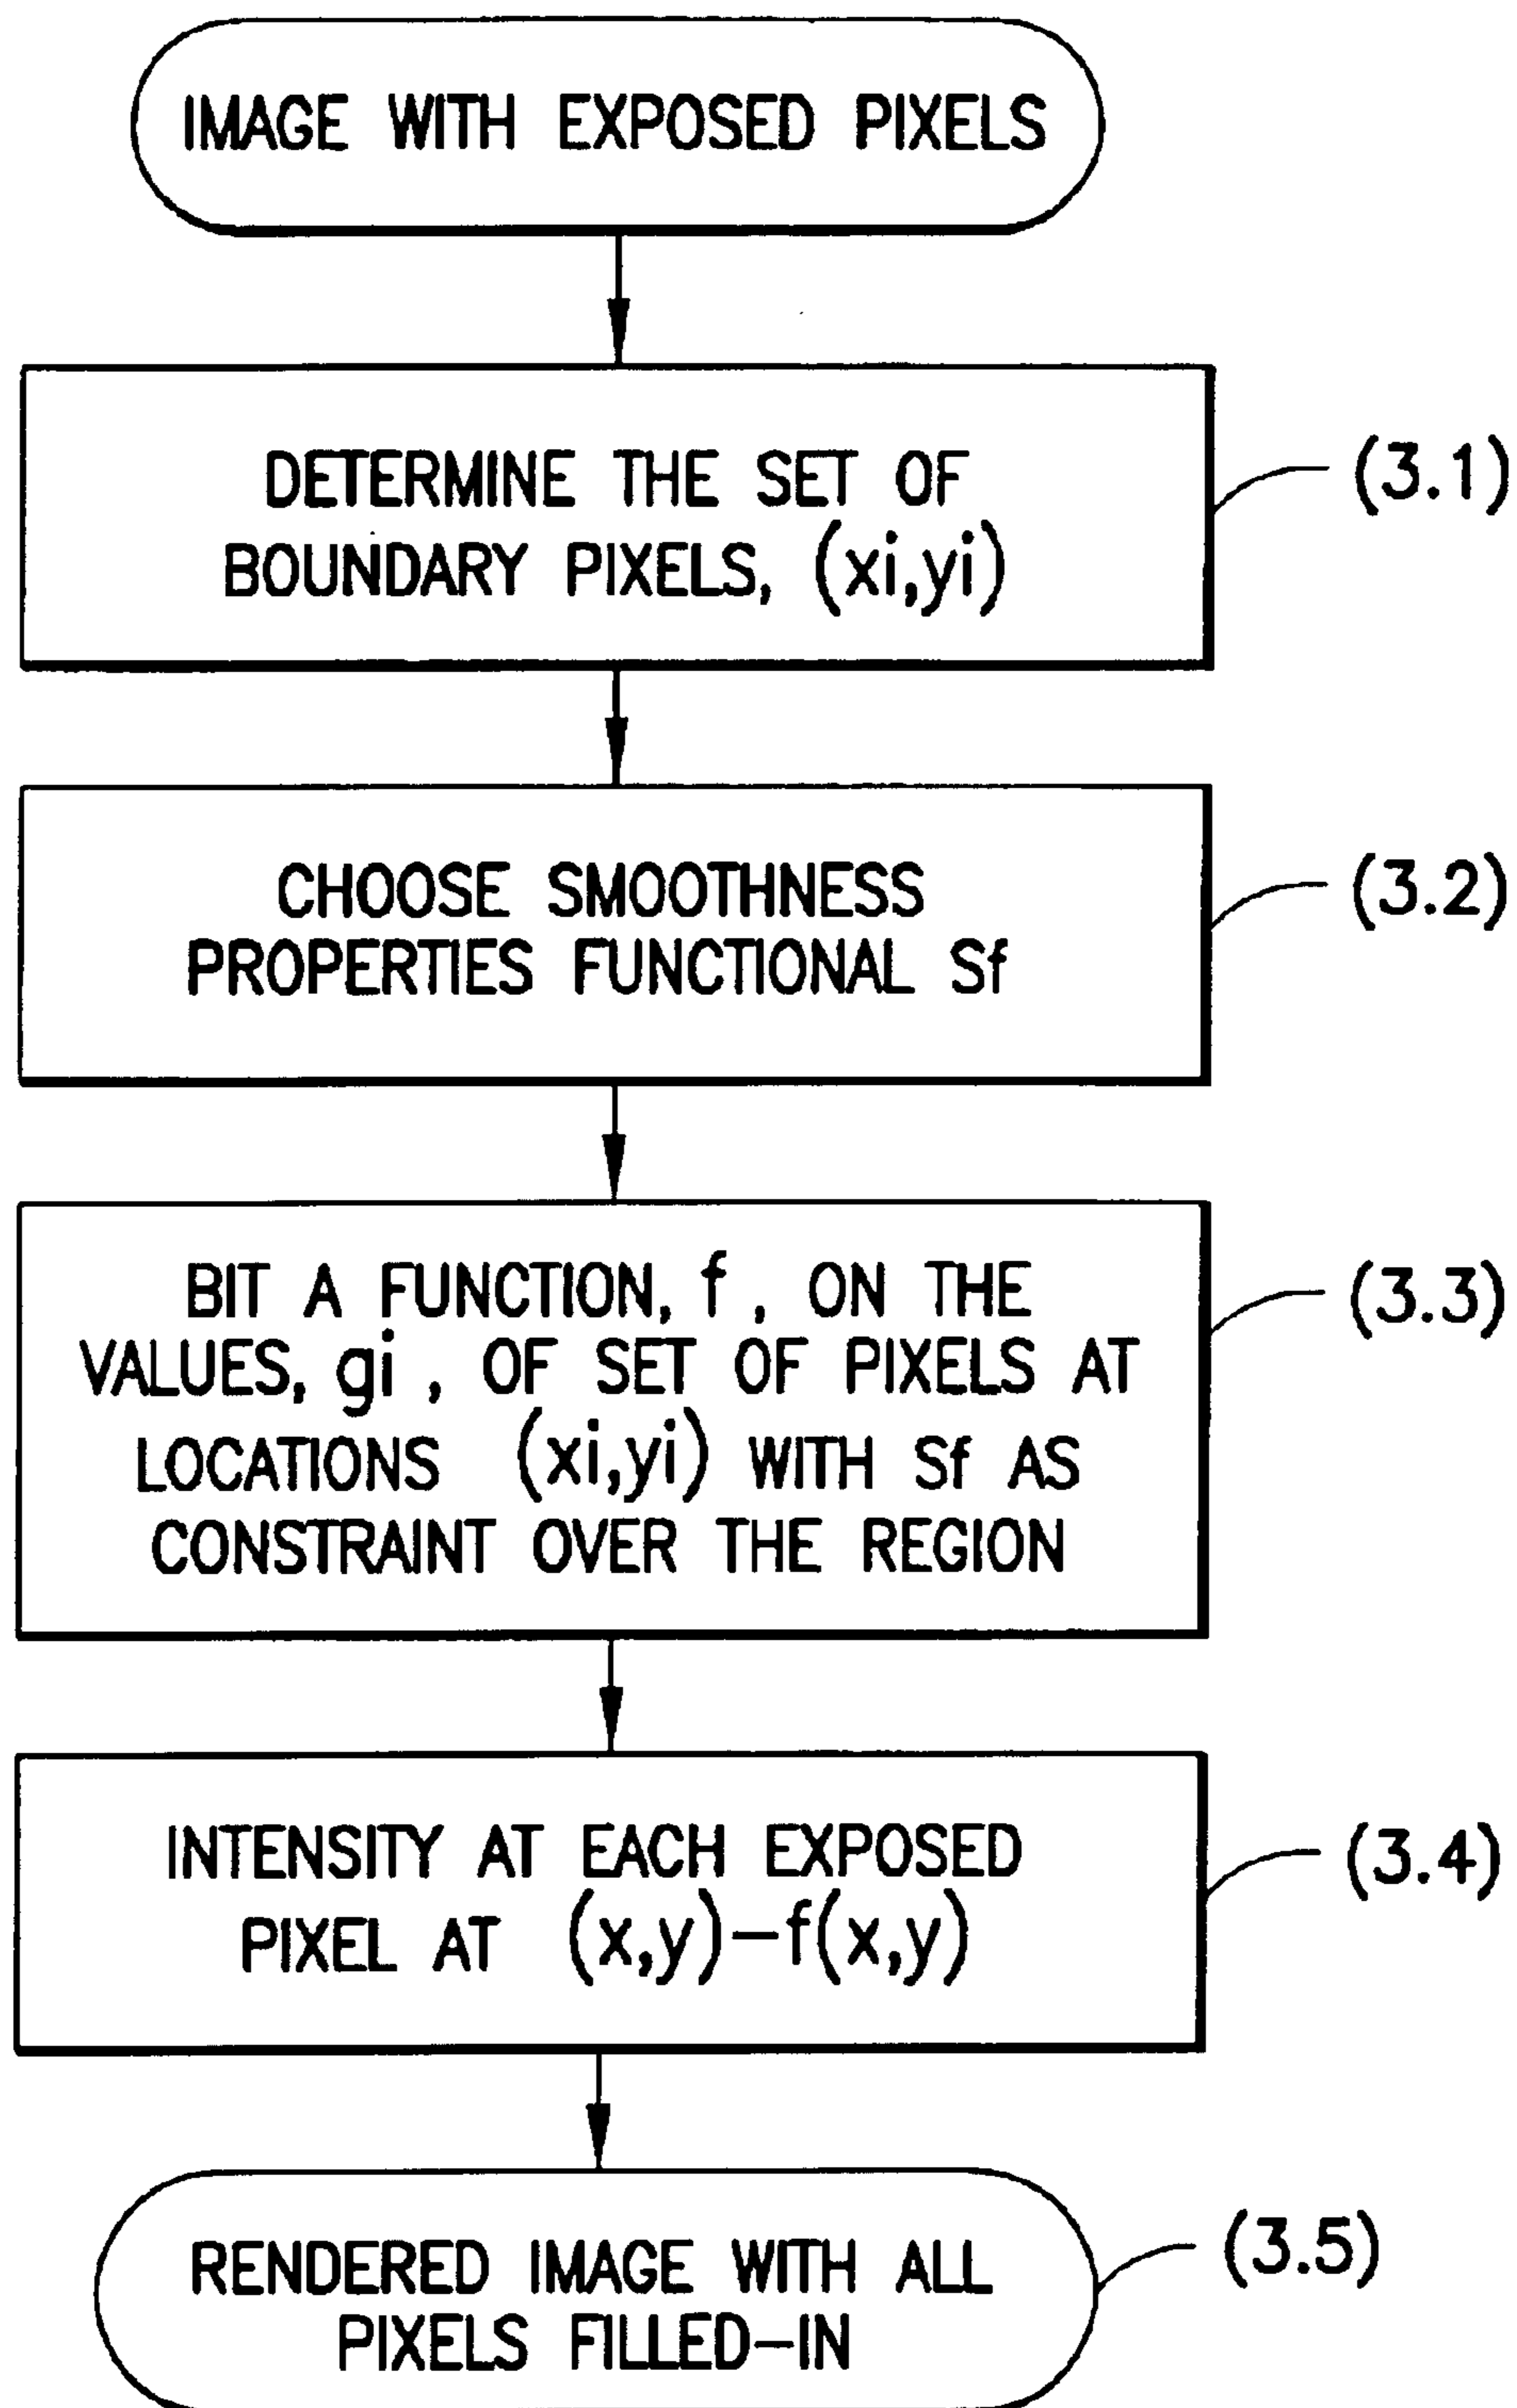 IMAGE WITH EXPOSED PIXELS
DETERMINE THE SET OF
BOUNDARY PIXELS, (xi,yi)
(3.1)
CHOOSE SMOOTHNESS
PROPERTIES FUNCTIONAL Sf
(3.2)
BIT A FUNCTION, f, ON THE
VALUES, gi, OF SET OF PIXELS AT
LOCATIONS (xi,yi) WITH Sf AS
CONSTRAINT OVER THE REGION
(3.3)
INTENSITY AT EACH EXPOSED
PIXEL AT (x,y)–f(x,y)
(3.4)
RENDERED IMAGE WITH ALL
PIXELS FILLED–IN
(3.5)